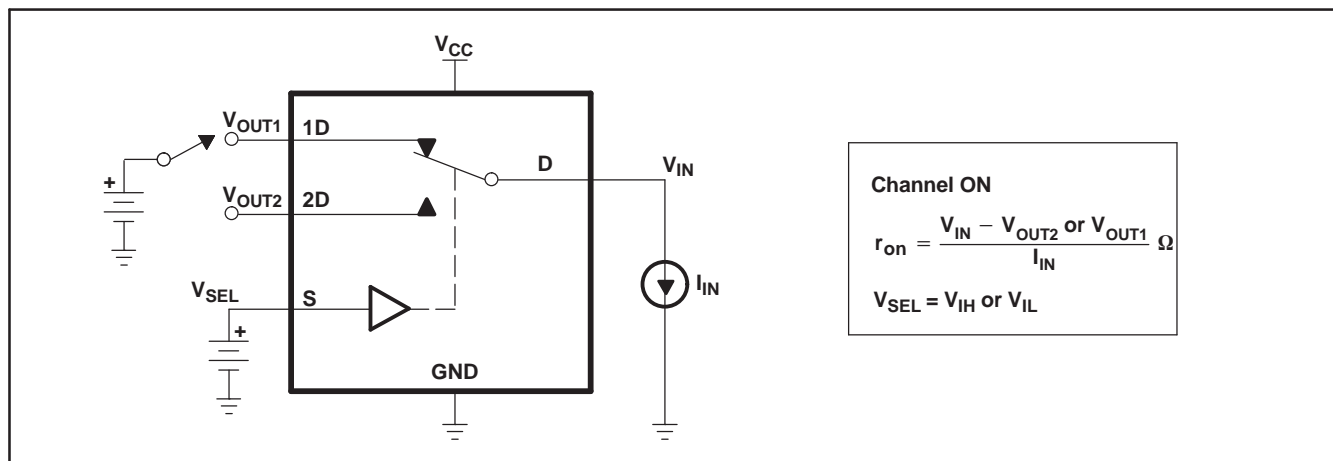 VCC
VOUT1 1D
D
VIN
+
VOUT2 2D
VSEL S
+
IIN
GND
Channel ON
ron = VIN − VOUT2 or VOUT1 / IIN Ω
VSEL = VIH or VIL